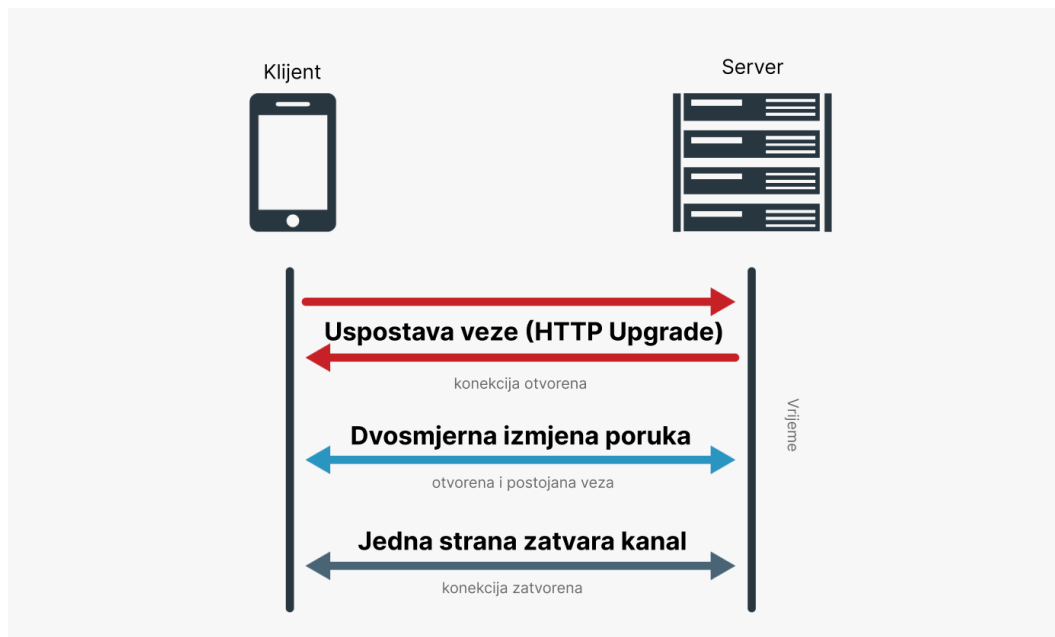 Klijent
Server
Uspostava veze (HTTP Upgrade)
konekcija otvorena
Vrijeme
Dvosmjerna izmjena poruka
otvorena i postojana veza
Jedna strana zatvara kanal
konekcija zatvorena